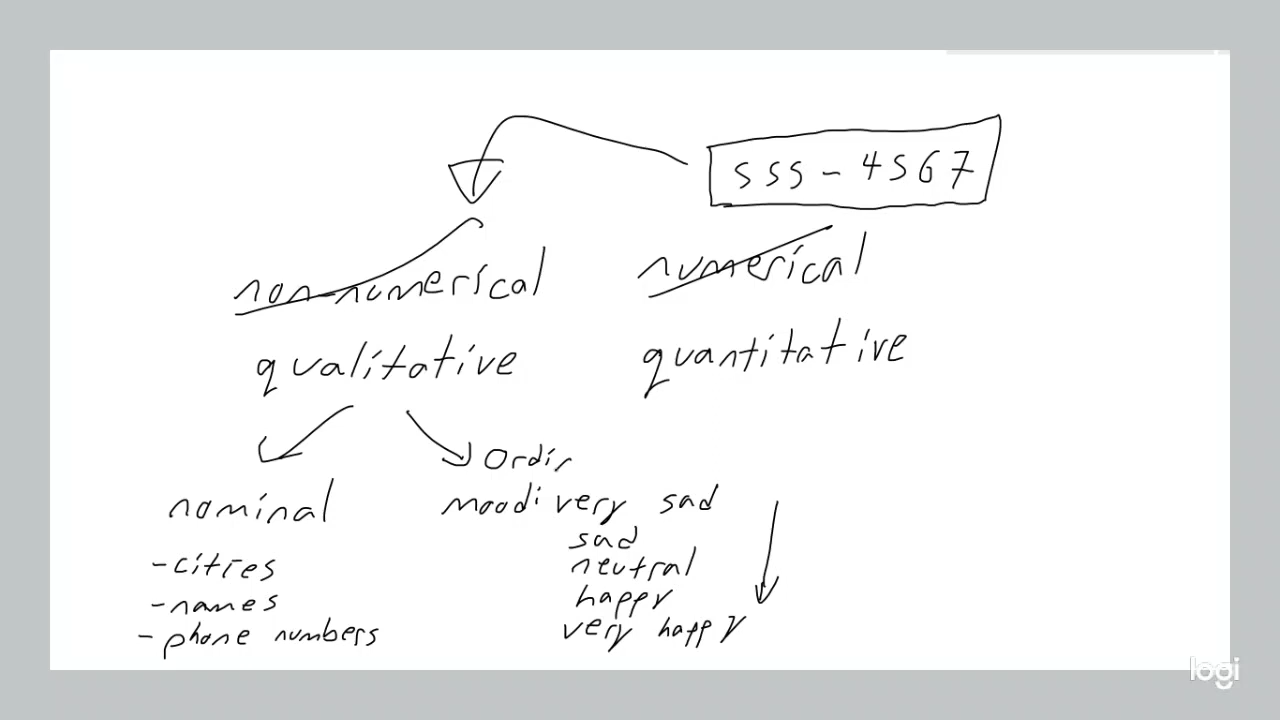 555-4567
non-numerical numerical
qualitative quantitative
Ordir
nominal mood: very sad
sad
-cities neutral
-names happy
-phone numbers very happy
logi